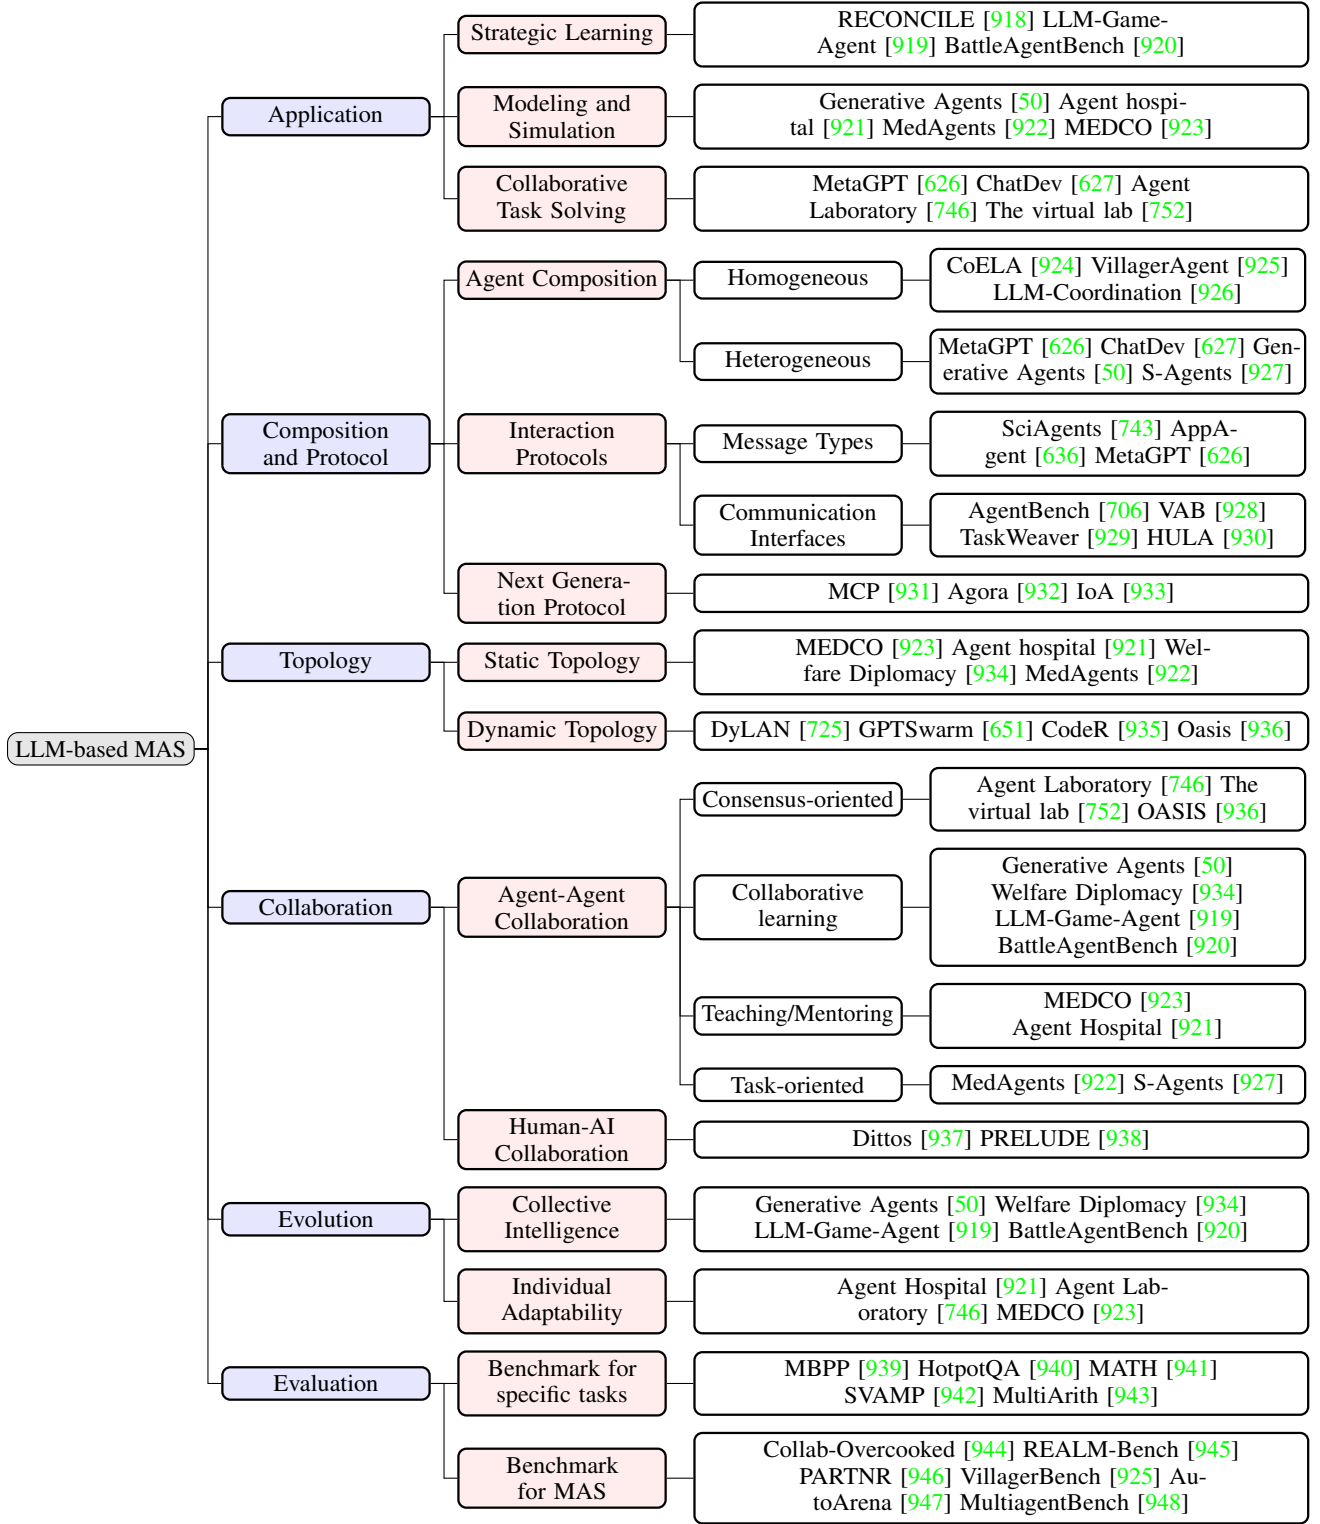 LLM-based MAS
Application
Strategic Learning
RECONCILE [918] LLM-Game-
Agent [919] BattleAgentBench [920]
Modeling and
Simulation
Generative Agents [50] Agent hospi-
tal [921] MedAgents [922] MEDCO [923]
Collaborative
Task Solving
MetaGPT [626] ChatDev [627] Agent
Laboratory [746] The virtual lab [752]
Composition
and Protocol
Agent Composition
Homogeneous
CoELA [924] VillagerAgent [925]
LLM-Coordination [926]
Heterogeneous
MetaGPT [626] ChatDev [627] Gen-
erative Agents [50] S-Agents [927]
Interaction
Protocols
Message Types
SciAgents [743] AppA-
gent [636] MetaGPT [626]
Communication
Interfaces
AgentBench [706] VAB [928]
TaskWeaver [929] HULA [930]
Next Genera-
tion Protocol
MCP [931] Agora [932] IoA [933]
Topology
Static Topology
MEDCO [923] Agent hospital [921] Wel-
fare Diplomacy [934] MedAgents [922]
Dynamic Topology
DyLAN [725] GPTSwarm [651] CodeR [935] Oasis [936]
Collaboration
Agent-Agent
Collaboration
Consensus-oriented
Agent Laboratory [746] The
virtual lab [752] OASIS [936]
Collaborative
learning
Generative Agents [50]
Welfare Diplomacy [934]
LLM-Game-Agent [919]
BattleAgentBench [920]
Teaching/Mentoring
MEDCO [923]
Agent Hospital [921]
Task-oriented
MedAgents [922] S-Agents [927]
Human-AI
Collaboration
Dittos [937] PRELUDE [938]
Evolution
Collective
Intelligence
Generative Agents [50] Welfare Diplomacy [934]
LLM-Game-Agent [919] BattleAgentBench [920]
Individual
Adaptability
Agent Hospital [921] Agent Lab-
oratory [746] MEDCO [923]
Evaluation
Benchmark for
specific tasks
MBPP [939] HotpotQA [940] MATH [941]
SVAMP [942] MultiArith [943]
Benchmark
for MAS
Collab-Overcooked [944] REALM-Bench [945]
PARTNR [946] VillagerBench [925] Au-
toArena [947] MultiagentBench [948]